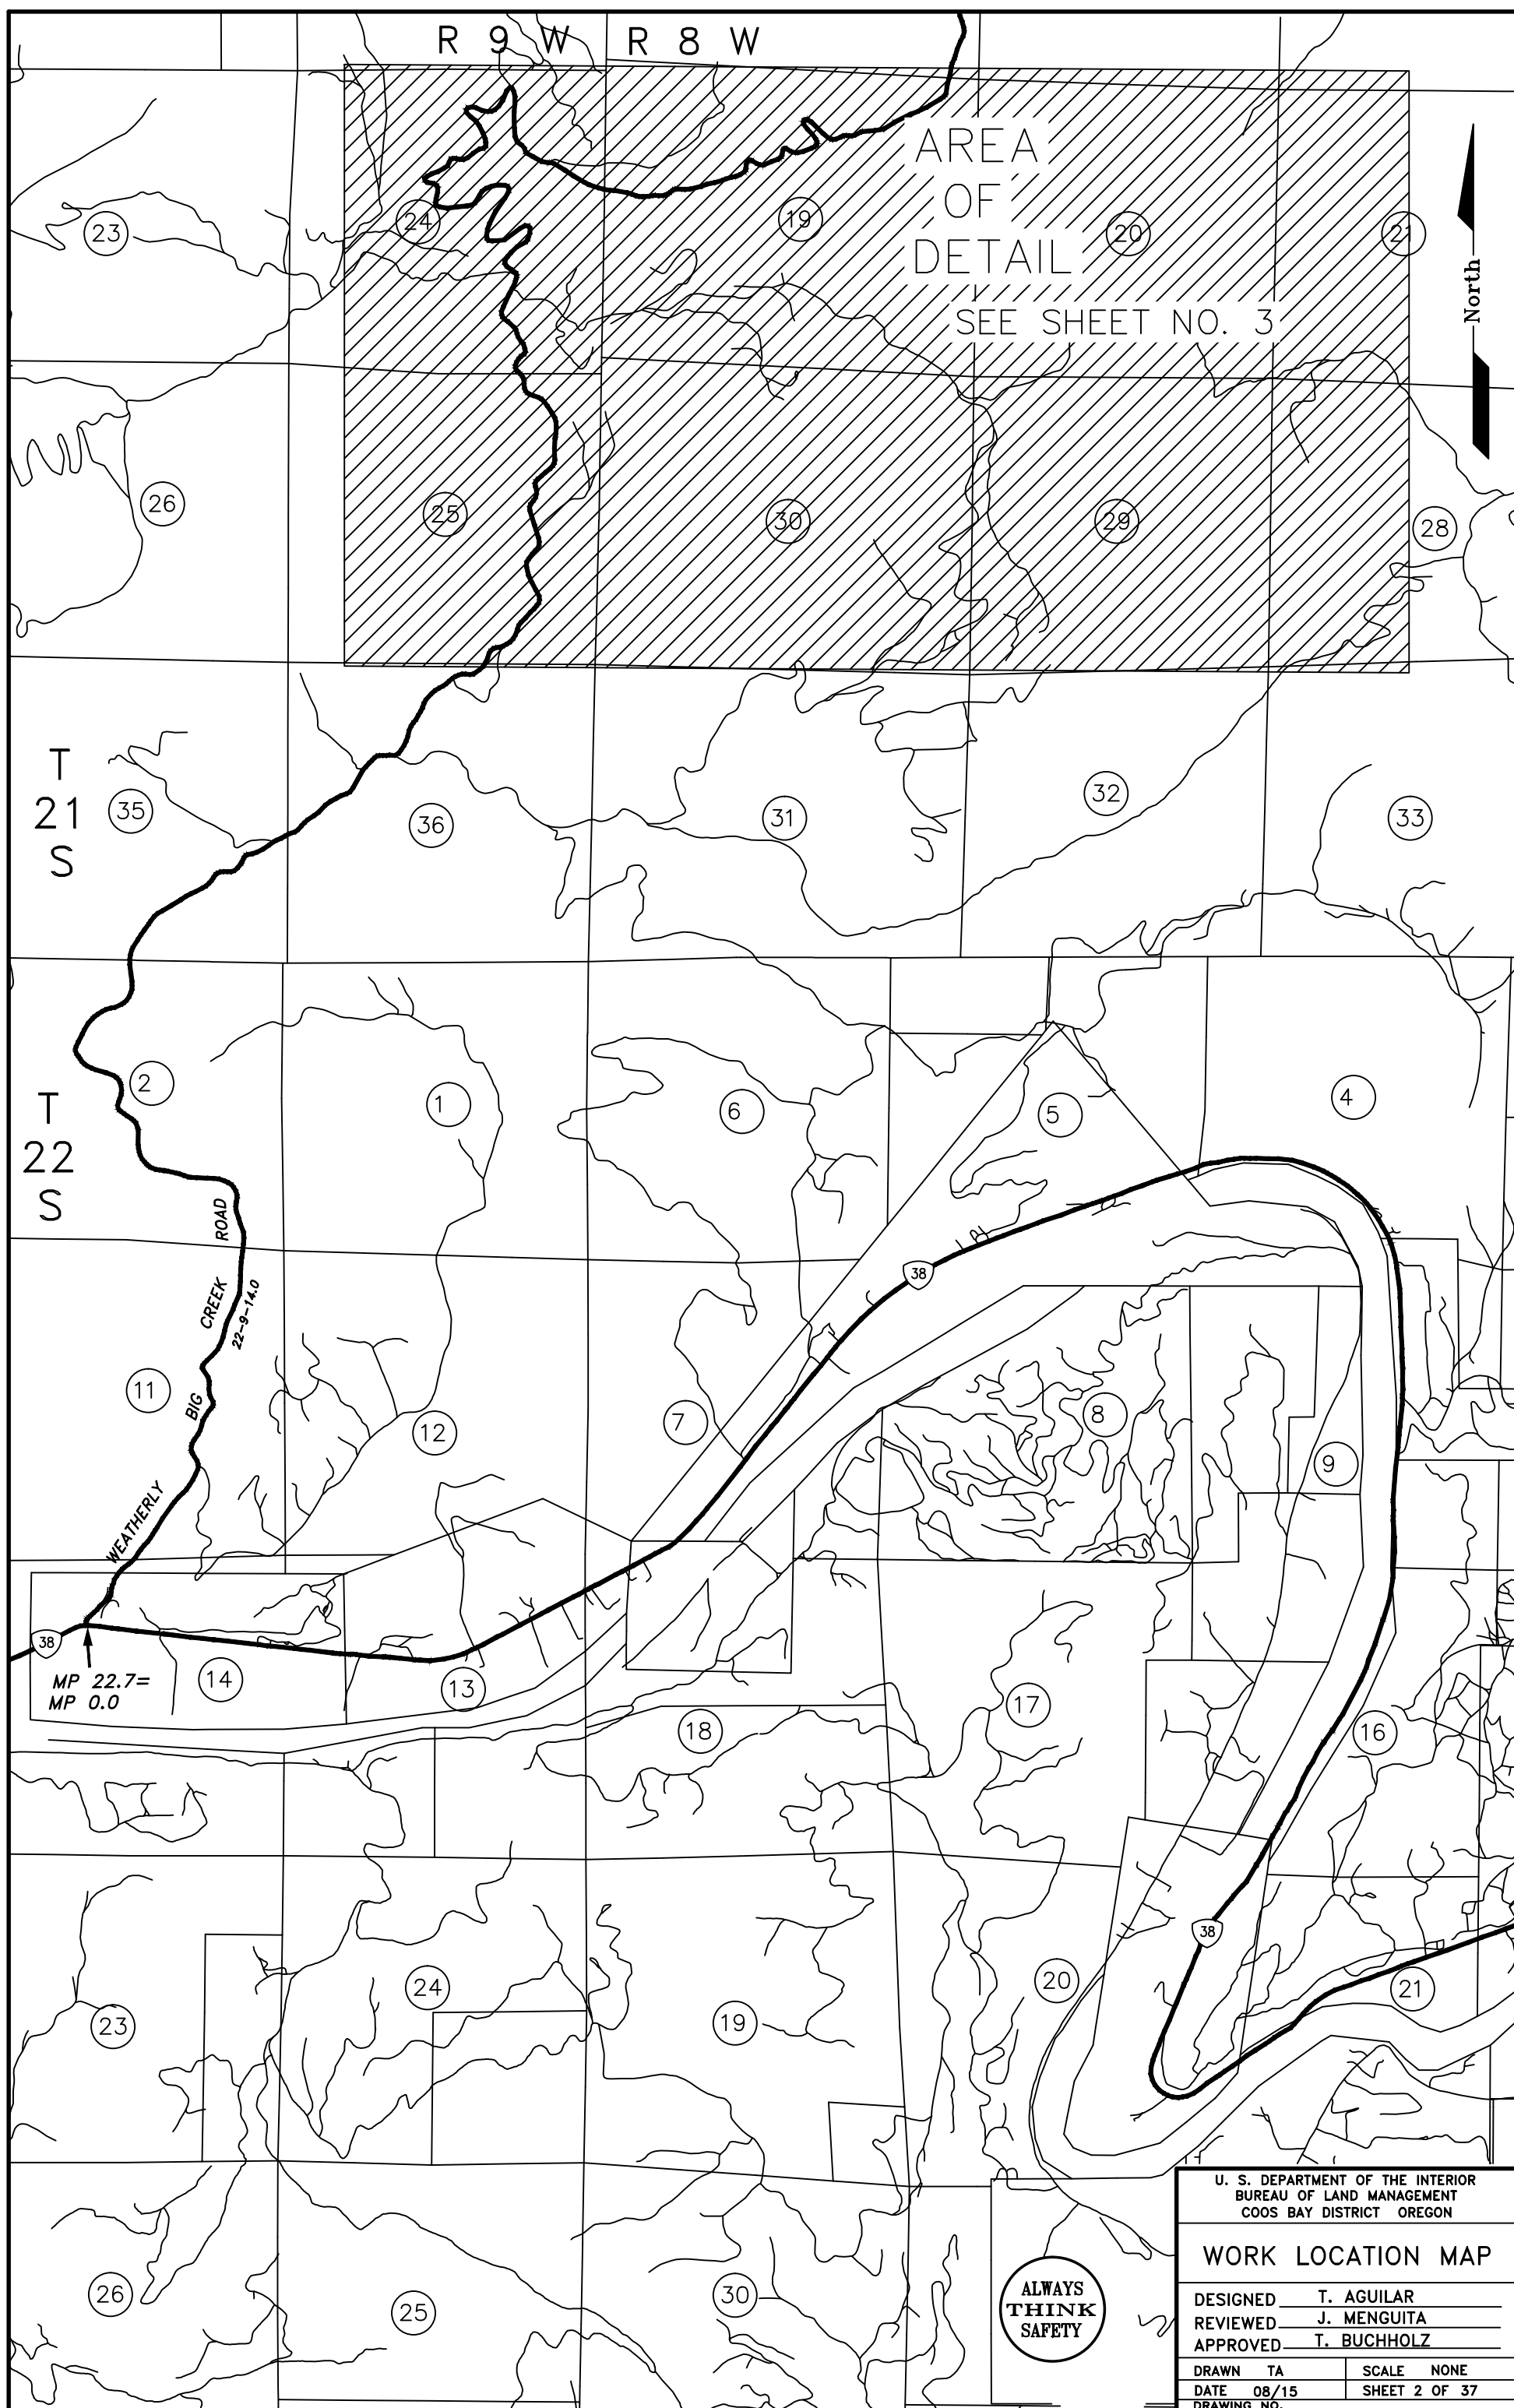 R 9 W R 8 W
AREA
OF
DETAIL
SEE SHEET NO. 3
North
23
24
19
20
21
26
25
30
29
28
T
21
S
35
36
31
32
33
T
22
S
2
1
6
5
4
ROAD
CREEK
22-9-14.0
BIG
WEATHERLY
38
11
12
7
8
9
38
MP 22.7=
MP 0.0
14
13
18
17
16
38
23
24
19
20
21
26
25
30
ALWAYS
THINK
SAFETY
U. S. DEPARTMENT OF THE INTERIOR
BUREAU OF LAND MANAGEMENT
COOS BAY DISTRICT OREGON
WORK LOCATION MAP
DESIGNED T. AGUILAR
REVIEWED J. MENGUITA
APPROVED T. BUCHHOLZ
DRAWN TA SCALE NONE
DATE 08/15 SHEET 2 OF 37
DRAWING NO.